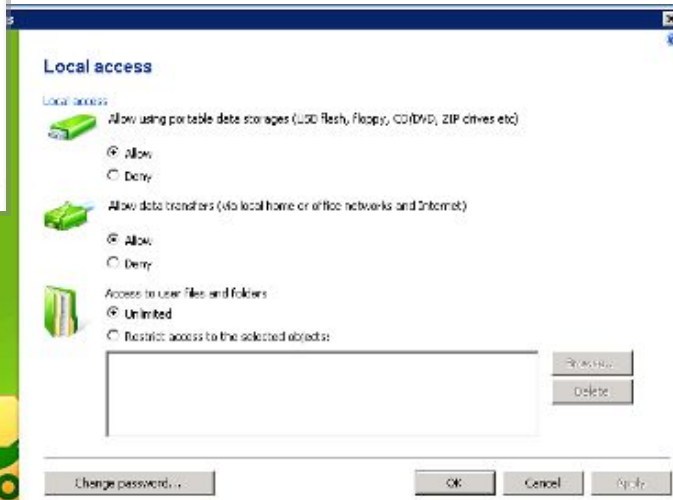 s
Local access
Local access
Allow using portable data storages (USB flash, floppy, CD/DVD, ZIP drives etc)
Allow
Deny
Allow data transfers (via local home or office networks and Internet)
Allow
Deny
Access to user files and folders
Unlimited
Restrict access to the selected objects:
Browse...
Delete
Change password...
OK
Cancel
Apply